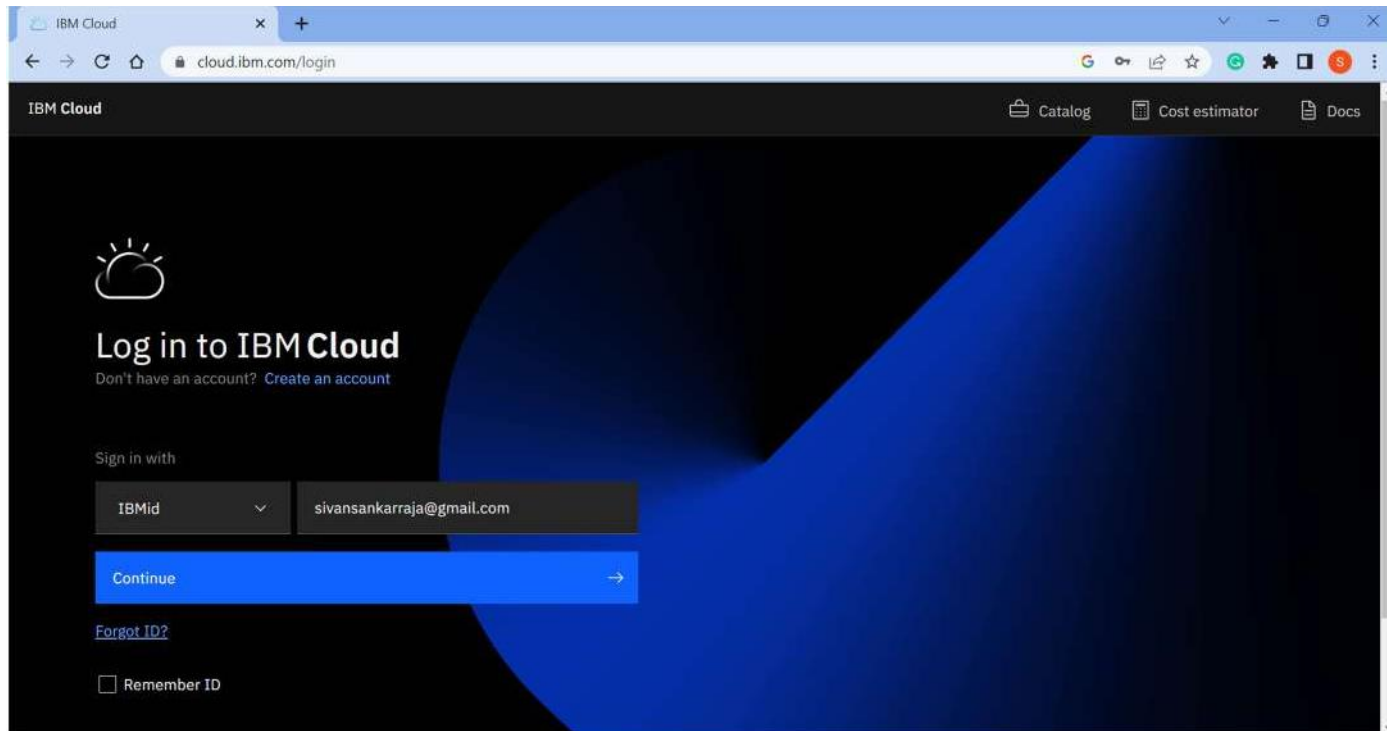 IBM Cloud
cloud.ibm.com/login
G
G
S
IBM Cloud
Catalog
Cost estimator
Docs
Log in to IBM Cloud
Don't have an account? Create an account
Sign in with
IBMid
sivansankarraja@gmail.com
Continue
Forgot ID?
Remember ID